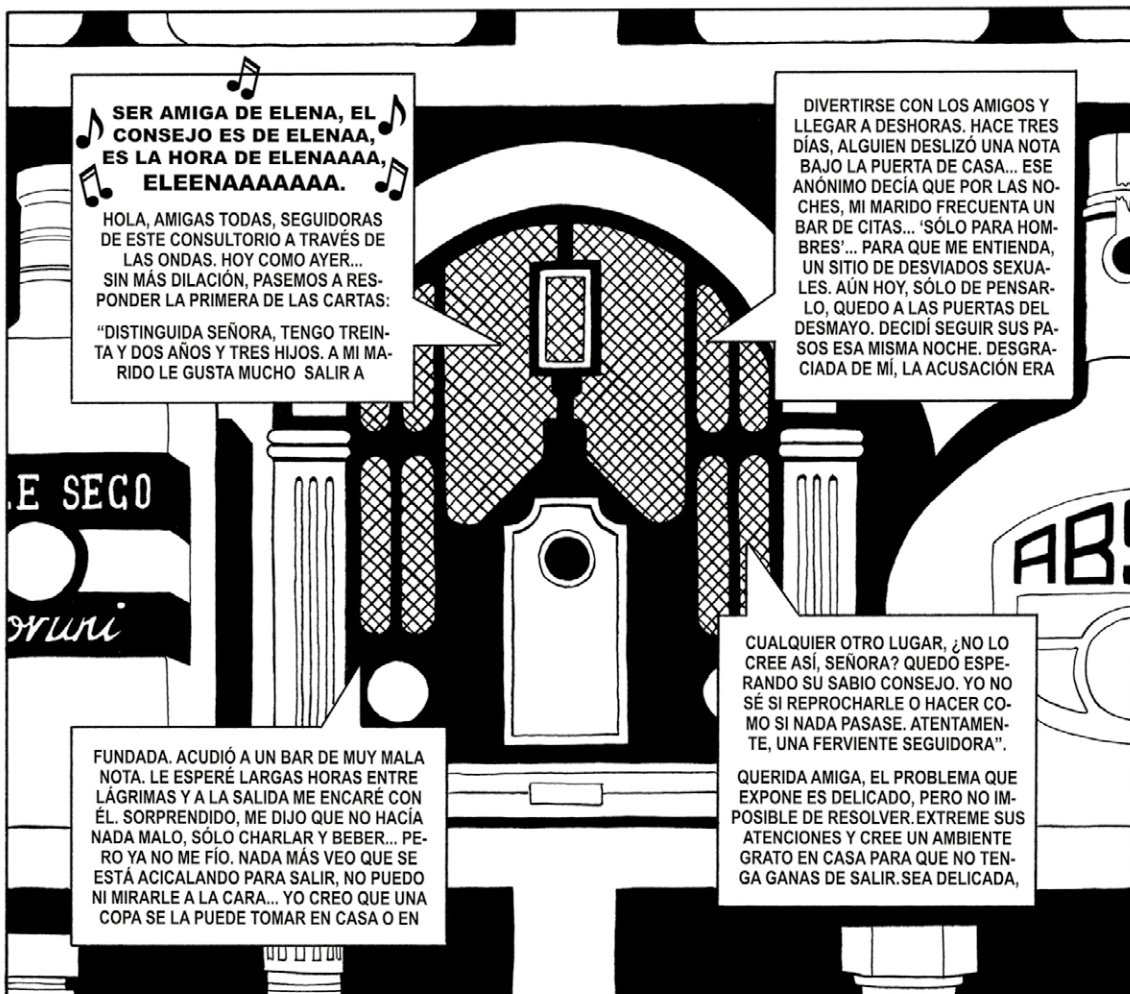 SER AMIGA DE ELENA, EL
CONSEJO ES DE ELENAA,
ES LA HORA DE ELENAAAA,
ELEENAAAAAAA.
HOLA, AMIGAS TODAS, SEGUIDORAS
DE ESTE CONSULTORIO A TRAVÉS DE
LAS ONDAS. HOY COMO AYER...
SIN MÁS DILACIÓN, PASEMOS A RES-
PONDER LA PRIMERA DE LAS CARTAS:
“DISTINGUIDA SEÑORA, TENGO TREIN-
TA Y DOS AÑOS Y TRES HIJOS. A MI MA-
RIDO LE GUSTA MUCHO SALIR A
DIVERTIRSE CON LOS AMIGOS Y
LLEGAR A DESHORAS. HACE TRES
DÍAS, ALGUIEN DESLIZÓ UNA NOTA
BAJO LA PUERTA DE CASA... ESE
ANÓNIMO DECÍA QUE POR LAS NO-
CHES, MI MARIDO FRECUENTA UN
BAR DE CITAS... ‘SÓLO PARA HOM-
BRES’... PARA QUE ME ENTIENDA,
UN SITIO DE DESVIADOS SEXUA-
LES. AÚN HOY, SÓLO DE PENSAR-
LO, QUEDO A LAS PUERTAS DEL
DESMAYO. DECIDÍ SEGUIR SUS PA-
SOS ESA MISMA NOCHE. DESGRA-
CIADA DE MÍ, LA ACUSACIÓN ERA
.E SECO
oruni
ABS
FUNDADA. ACUDIÓ A UN BAR DE MUY MALA
NOTA. LE ESPERÉ LARGAS HORAS ENTRE
LÁGRIMAS Y A LA SALIDA ME ENCARÉ CON
ÉL. SORPRENDIDO, ME DIJO QUE NO HACÍA
NADA MALO, SÓLO CHARLAR Y BEBER... PE-
RO YA NO ME FÍO. NADA MÁS VEO QUE SE
ESTÁ ACICALANDO PARA SALIR, NO PUEDO
NI MIRARLE A LA CARA... YO CREO QUE UNA
COPA SE LA PUEDE TOMAR EN CASA O EN
CUALQUIER OTRO LUGAR, ¿NO LO
CREE ASÍ, SEÑORA? QUEDO ESPE-
RANDO SU SABIO CONSEJO. YO NO
SÉ SI REPROCHARLE O HACER CO-
MO SI NADA PASASE. ATENTAMEN-
TE, UNA FERVIENTE SEGUIDORA”.
QUERIDA AMIGA, EL PROBLEMA QUE
EXPONE ES DELICADO, PERO NO IM-
POSIBLE DE RESOLVER.EXTREME SUS
ATENCIONES Y CREE UN AMBIENTE
GRATO EN CASA PARA QUE NO TEN-
GA GANAS DE SALIR.SEA DELICADA,